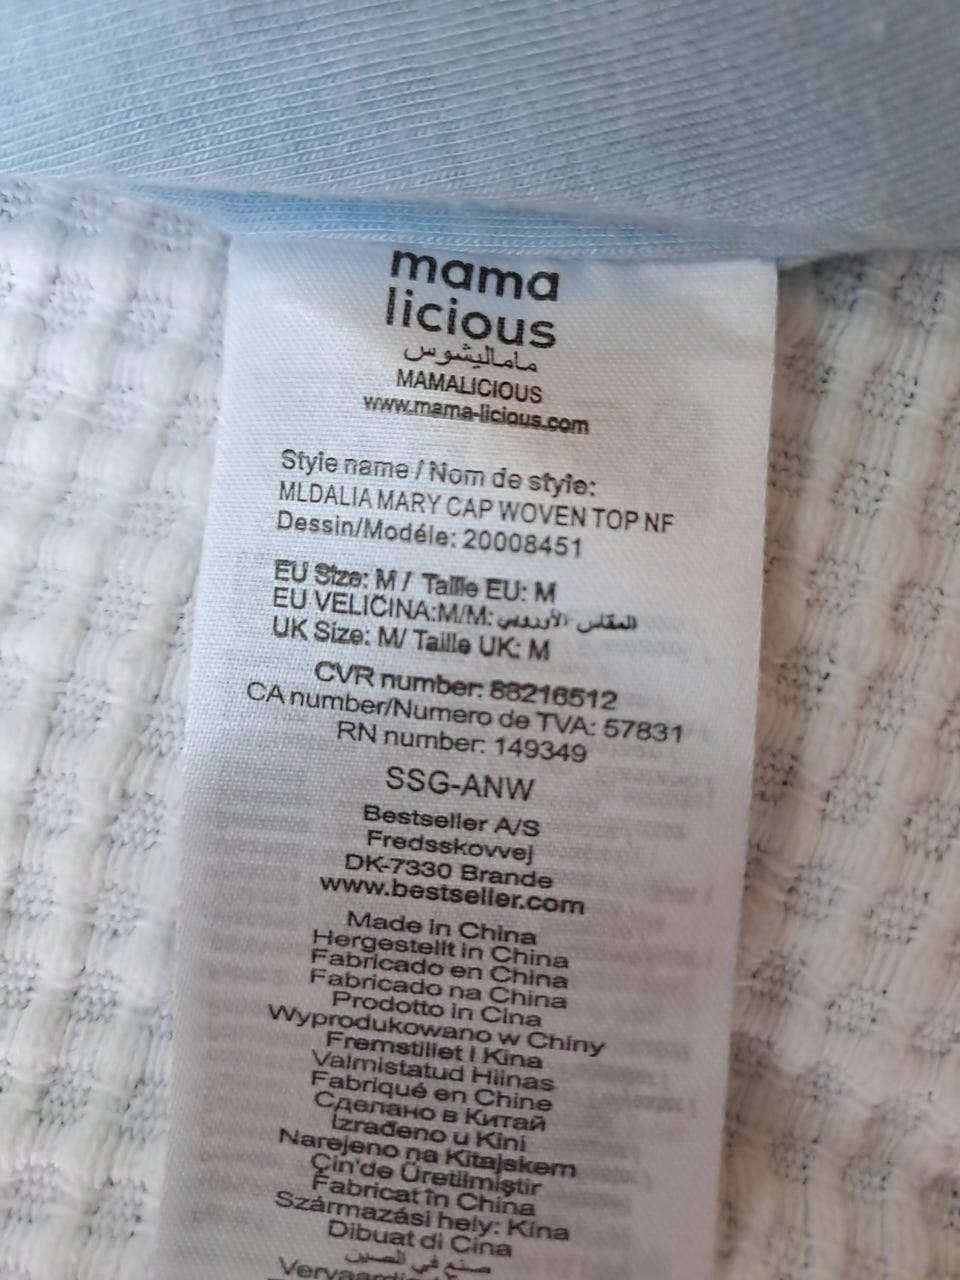 mama
licious
ماماليشوس
MAMALICIOUS
www.mama-licious.com
Style name / Nom de style:
MLDALIA MARY CAP WOVEN TOP NF
Dessin/Modéle: 20008451
EU Size: M / Taille EU: M
EU VELIČINA:M/M: المقاس الأوروبي
UK Size: M/ Taille UK: M
CVR number: 88216512
CA number/Numero de TVA: 57831
RN number: 149349
SSG-ANW
Bestseller A/S
Fredsskovvej
DK-7330 Brande
www.bestseller.com
Made in China
Hergestellt in China
Fabricado en China
Fabricado na China
Prodotto in Cina
Wyprodukowano w Chiny
Fremstillet i Kina
Valmistatud Hiinas
Fabriqué en Chine
Сделано в Китай
Izrađeno u Kini
Narejeno na Kitajskem
Çin'de Üretilmiştir
Fabricat în China
Származási hely: Kína
Dibuat di Cina
صنع في الصين